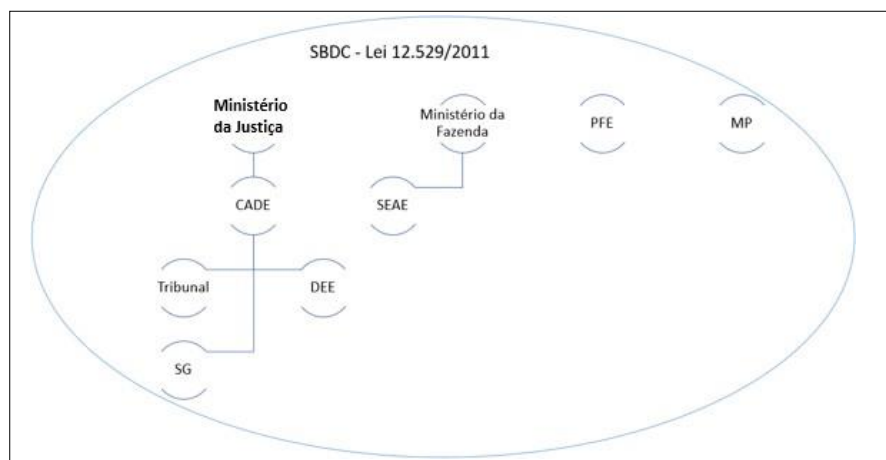 SBDC - Lei 12.529/2011
Ministério
da Justiça
Ministério da
Fazenda
PFE
MP
CADE
SEAE
Tribunal
DEE
SG